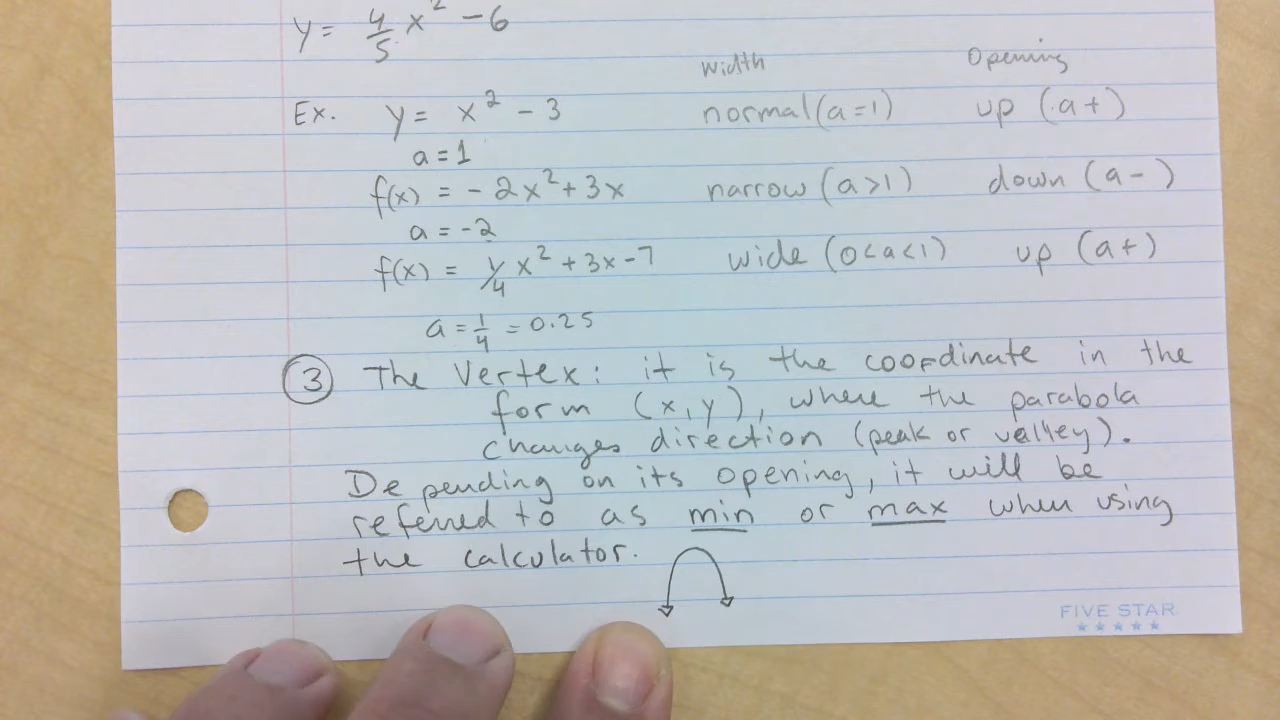 y = 4/5 x² - 6
Width Opening
Ex. y = x² - 3 normal (a=1) up (a+)
a = 1
f(x) = - 2x² + 3x narrow (a>1) down (a-)
a = -2
f(x) = 1/4 x² + 3x - 7 wide (0<a<1) up (a+)
a = 1/4 = 0.25
③ The Vertex: it is the coordinate in the
form (x,y), where the parabola
changes direction (peak or valley).
Depending on its opening, it will be
referred to as min or max when using
the calculator.
FIVE STAR
★★★★★